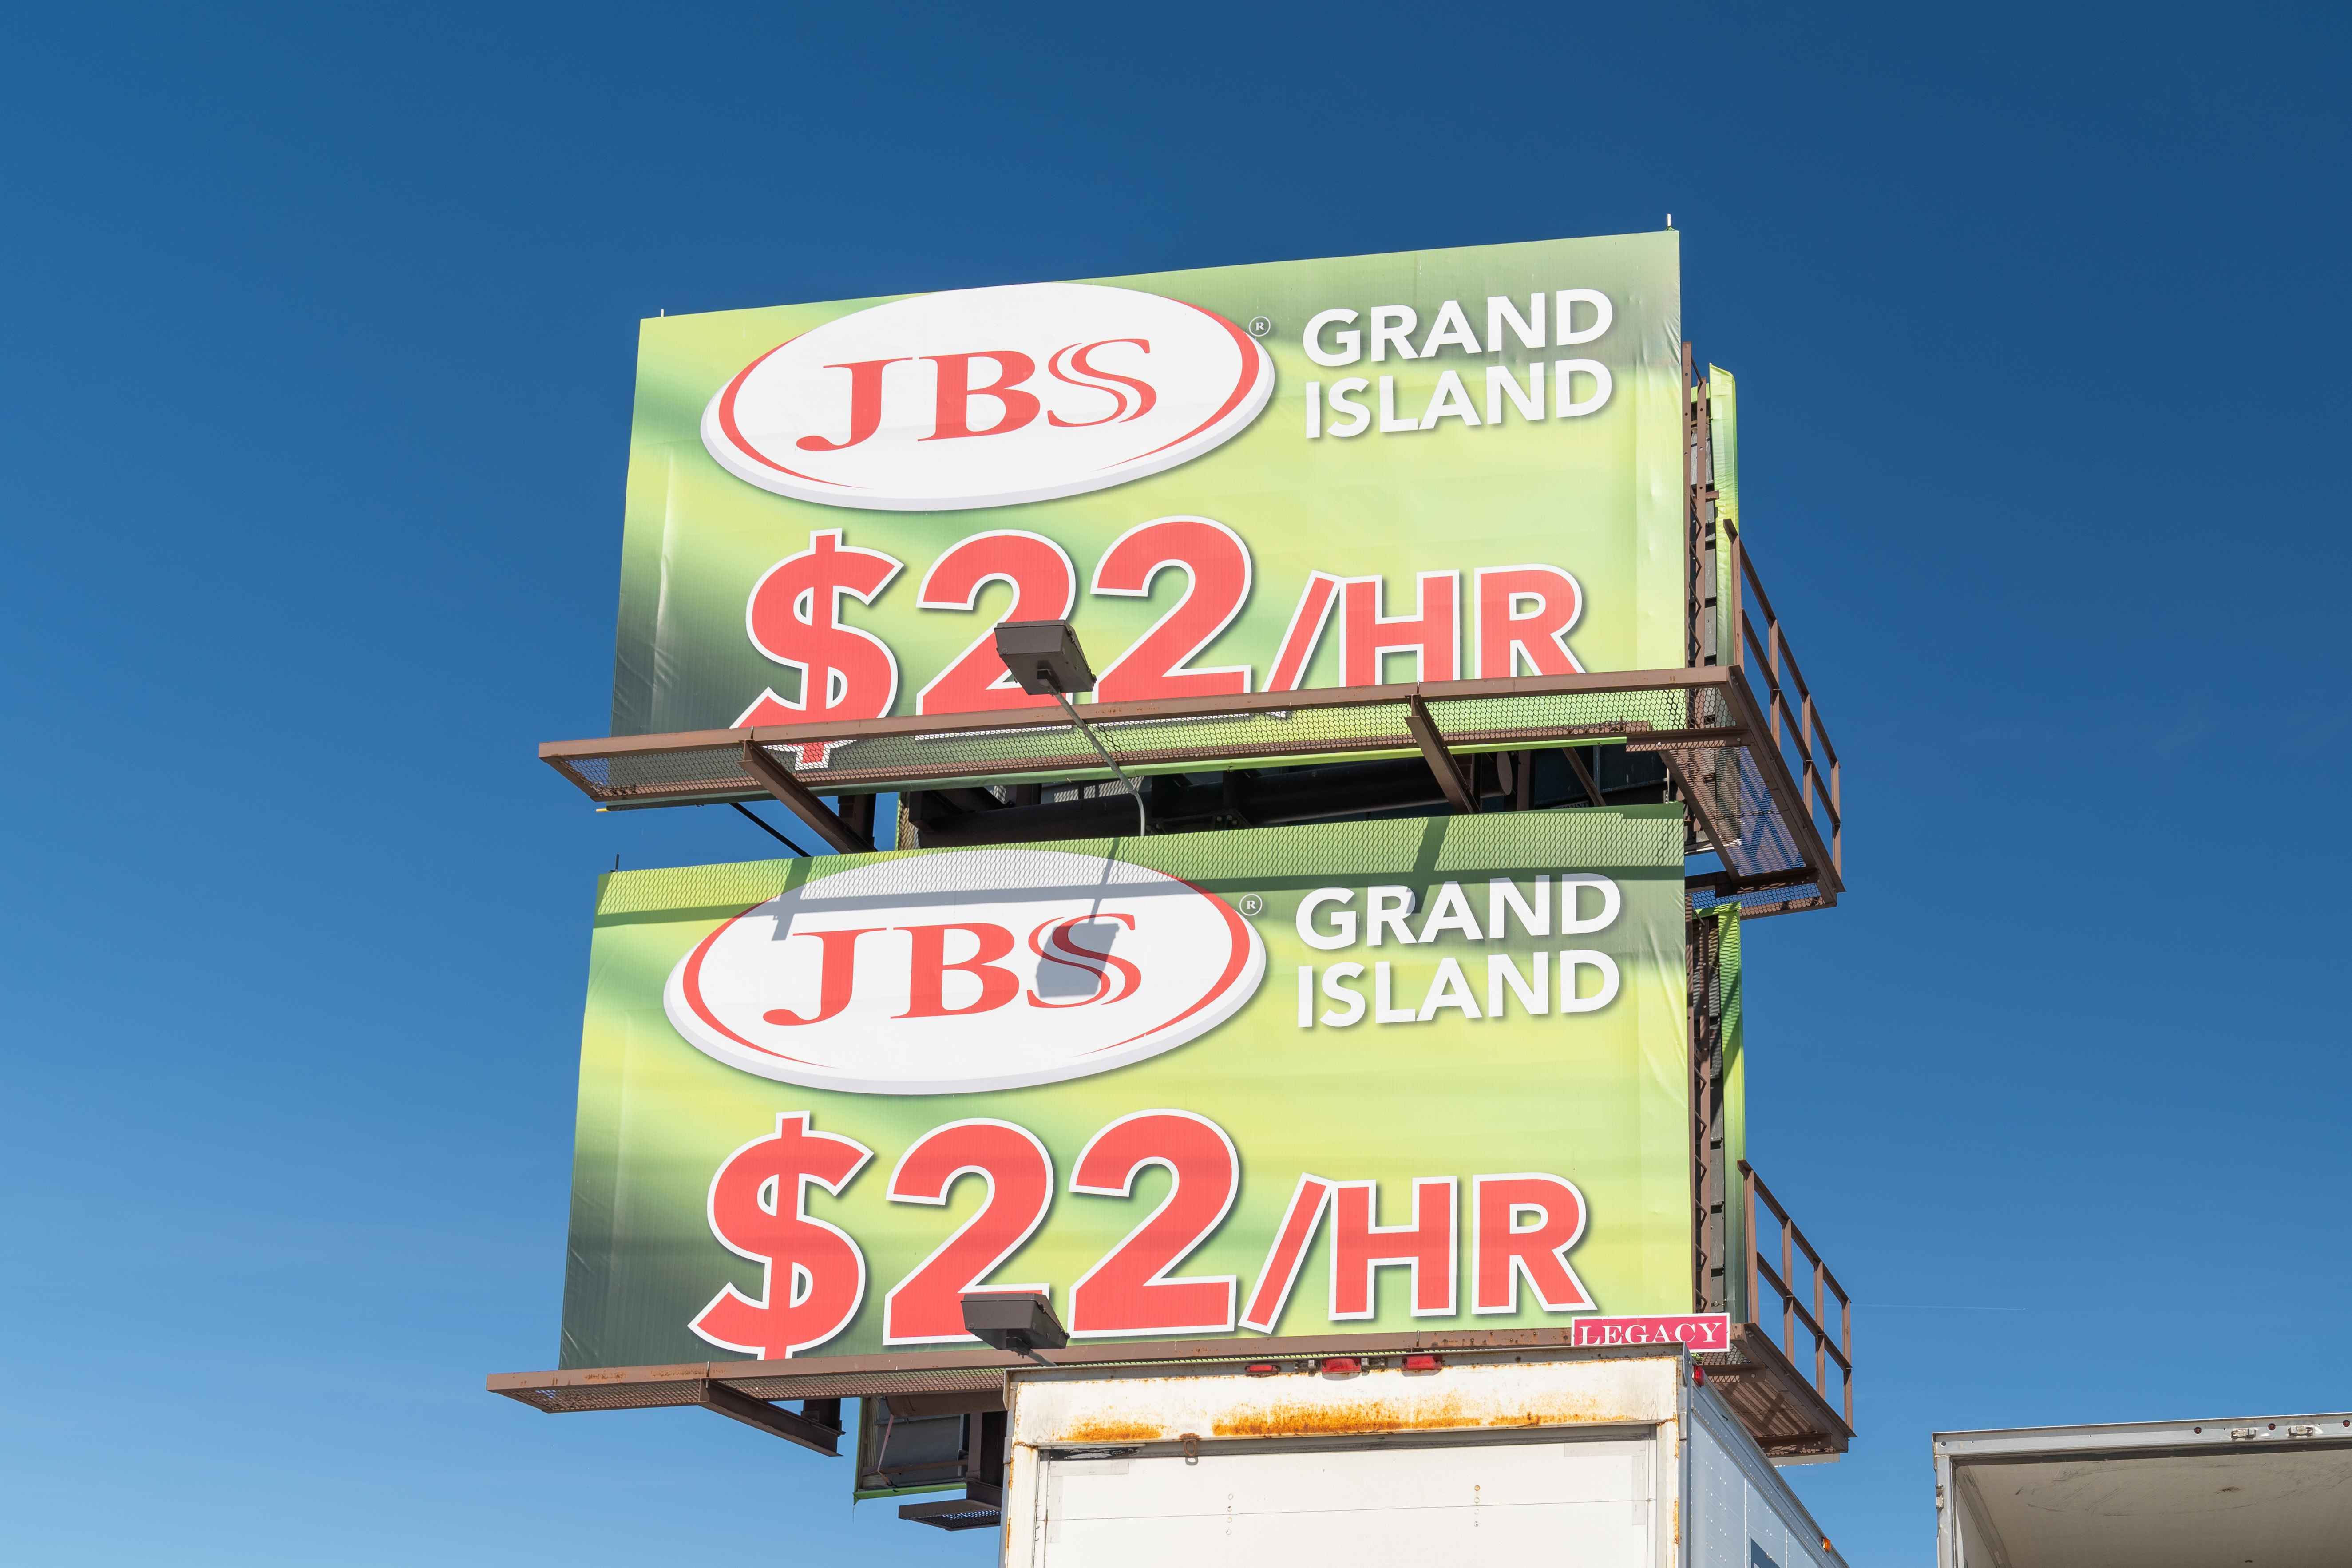 JBS®
GRAND
ISLAND
$22/HR
JBS®
GRAND
ISLAND
$22/HR
LEGACY